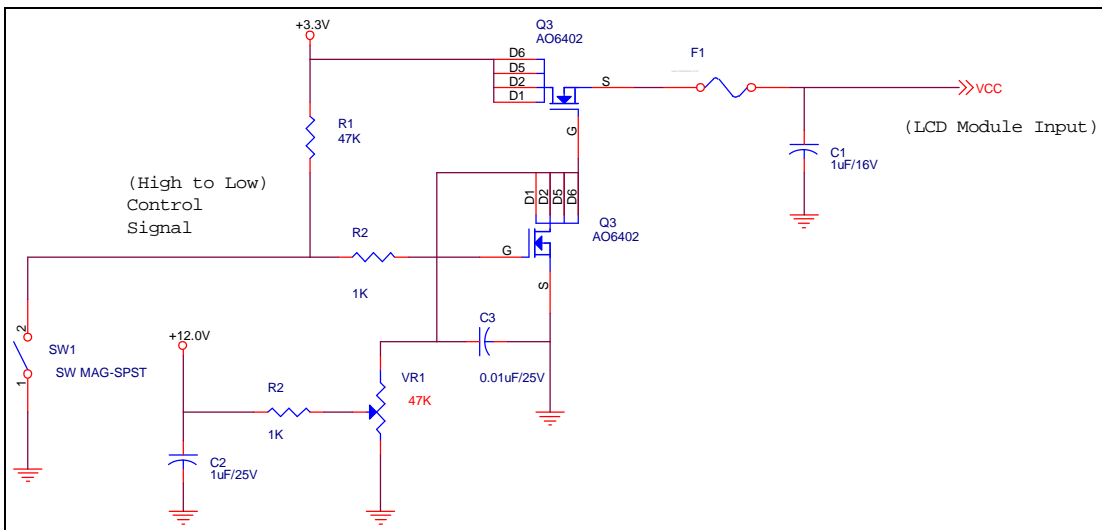 +3.3V
Q3
AO6402
D6
D5
D2
D1
S
G
F1
VCC
(LCD Module Input)
R1
47K
C1
1uF/16V
(High to Low)
Control
Signal
D1
D2
D5
D6
Q3
AO6402
R2
1K
G
S
2
1
SW1
SW MAG-SPST
+12.0V
C3
0.01uF/25V
R2
1K
VR1
47K
C2
1uF/25V